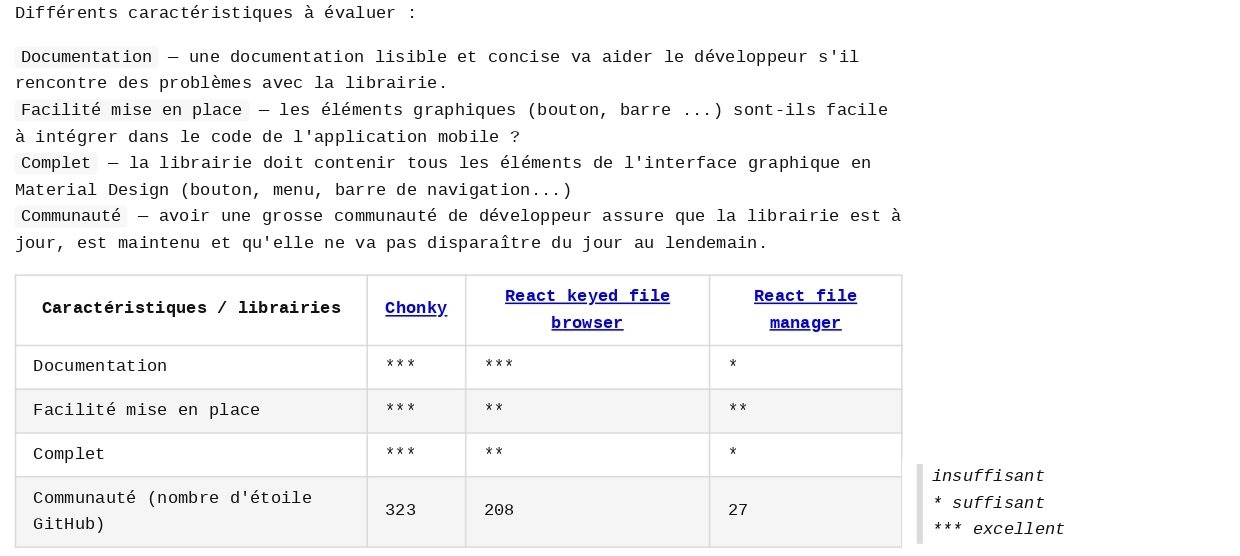 Différents caractéristiques à évaluer :
Documentation — une documentation lisible et concise va aider le développeur s'il
rencontre des problèmes avec la librairie.
Facilité mise en place — les éléments graphiques (bouton, barre ...) sont-ils facile
à intégrer dans le code de l'application mobile ?
Complet — la librairie doit contenir tous les éléments de l'interface graphique en
Material Design (bouton, menu, barre de navigation...)
Communauté — avoir une grosse communauté de développeur assure que la librairie est à
jour, est maintenu et qu'elle ne va pas disparaître du jour au lendemain.
Caractéristiques / librairies Chonky React keyed file browser React file manager
Documentation *** *** *
Facilité mise en place *** ** **
Complet *** ** *
Communauté (nombre d'étoile GitHub) 323 208 27
insuffisant
* suffisant
*** excellent